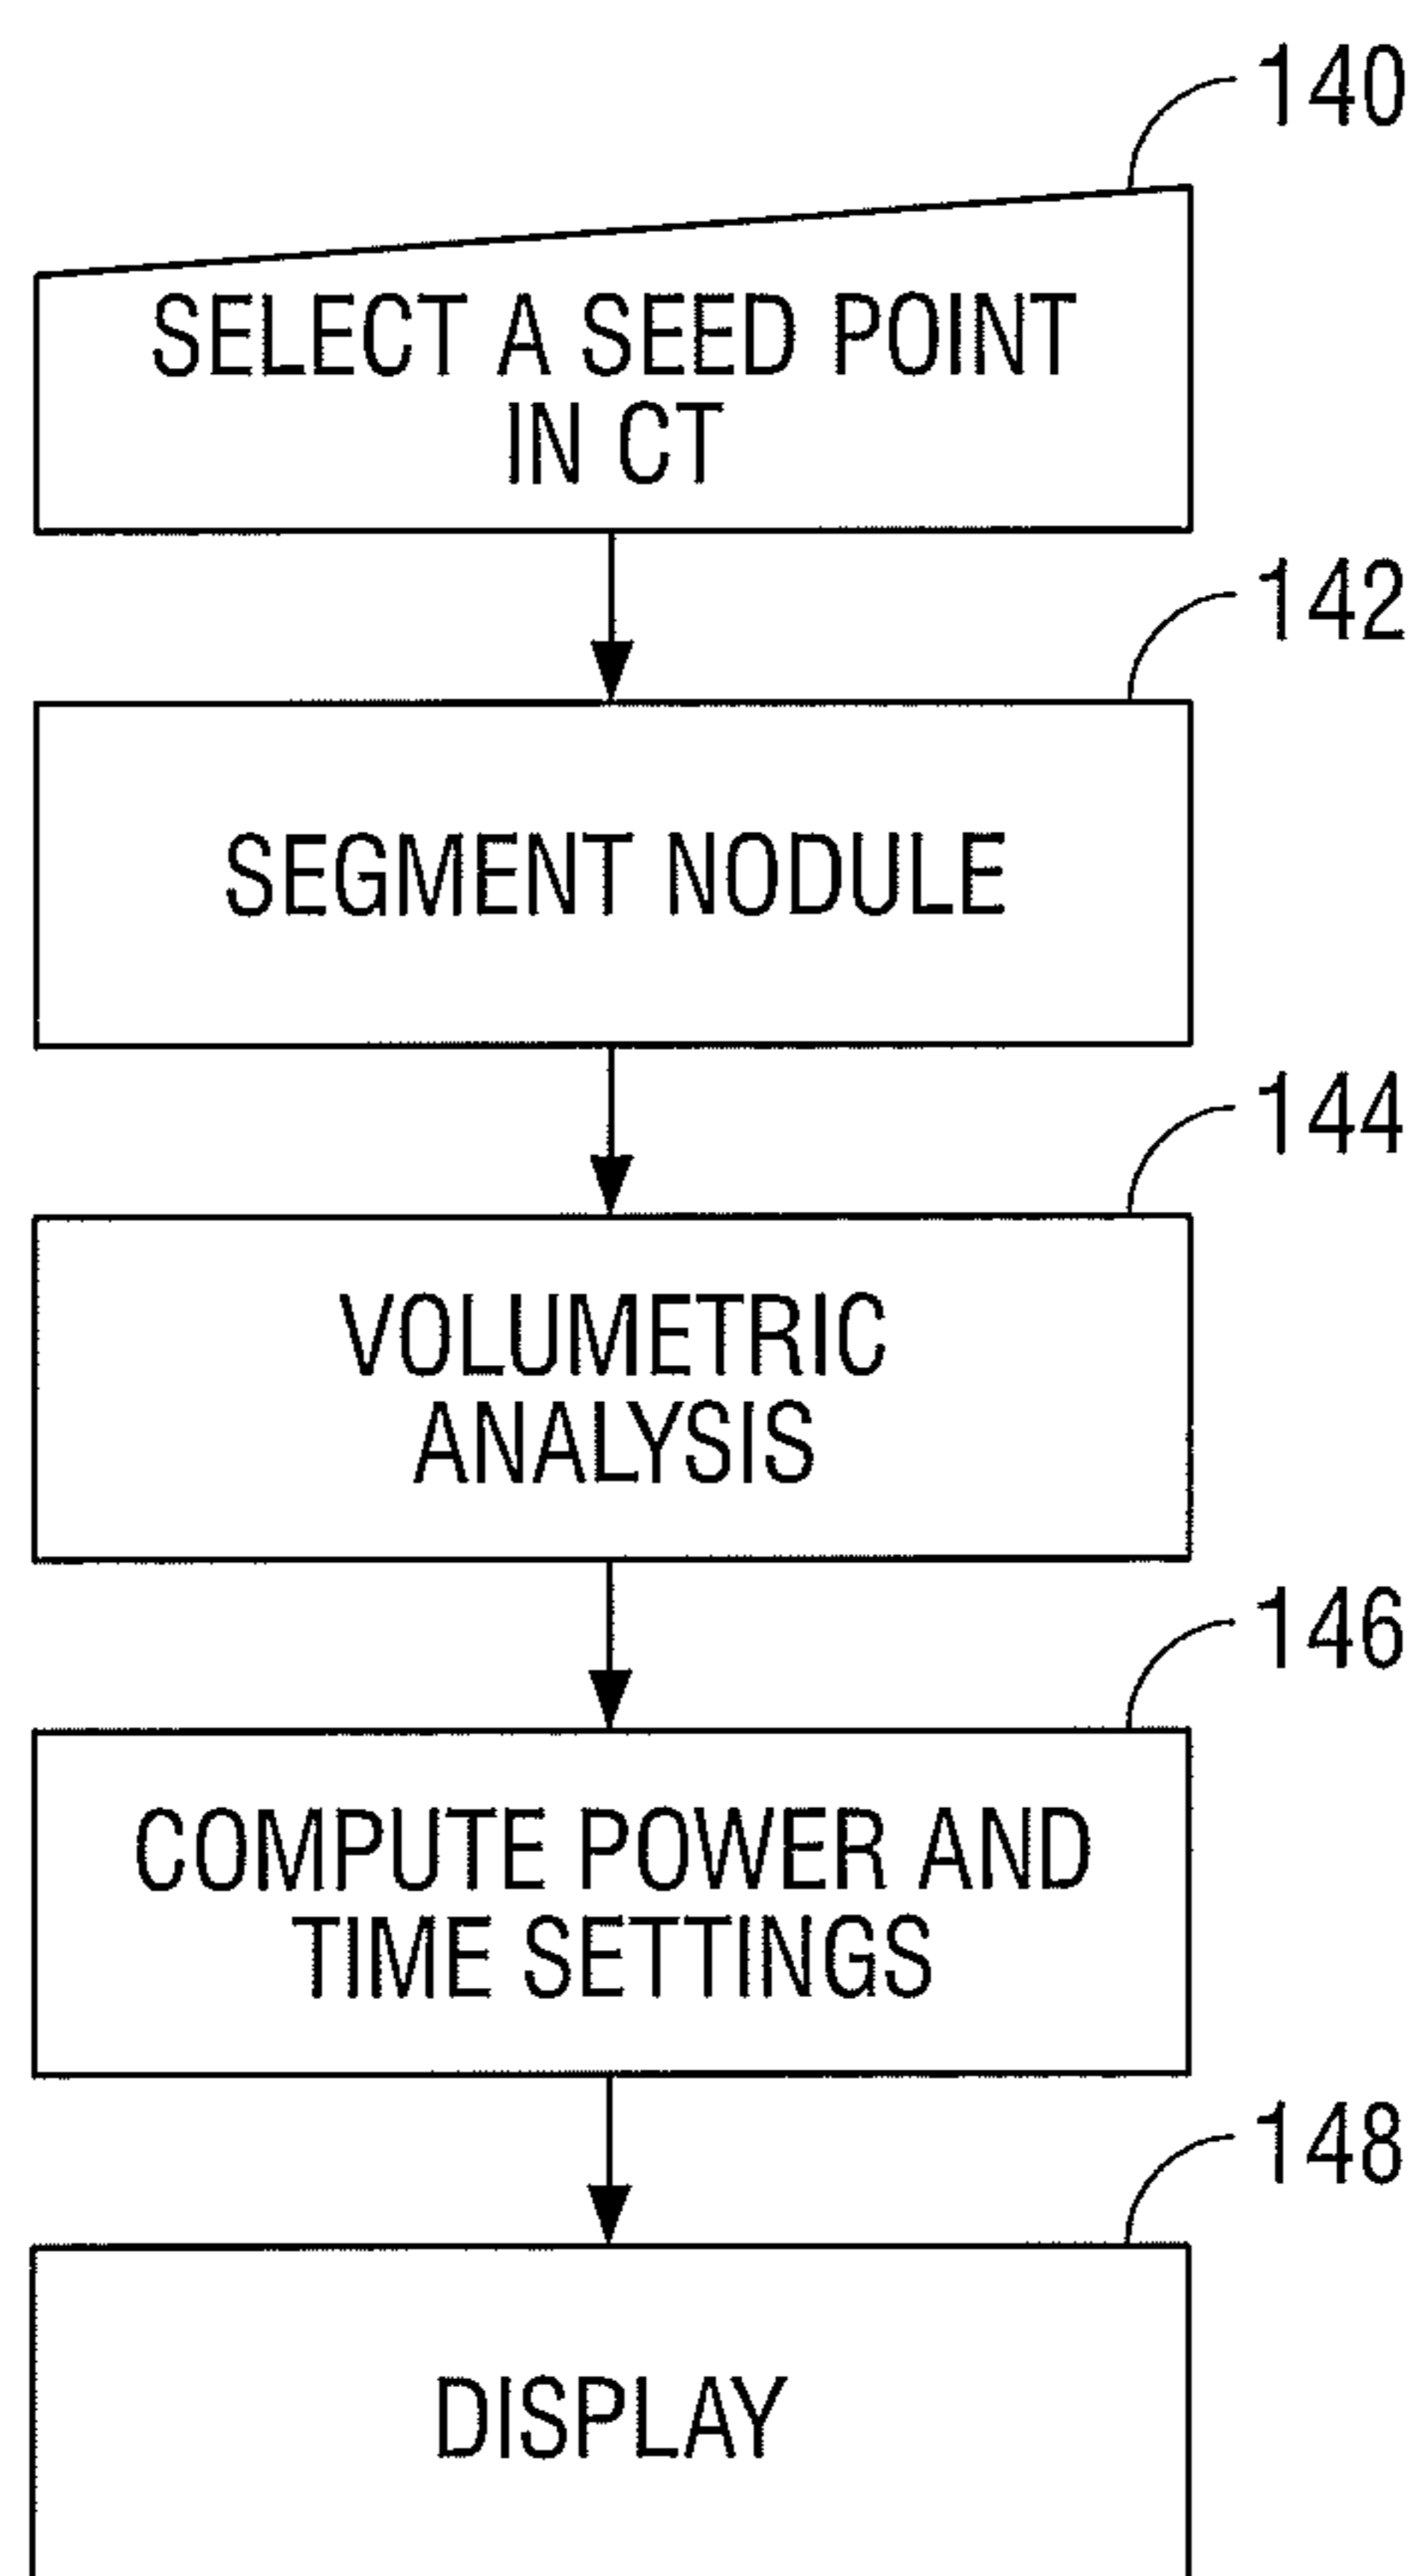 140
SELECT A SEED POINT
IN CT
142
SEGMENT NODULE
144
VOLUMETRIC
ANALYSIS
146
COMPUTE POWER AND
TIME SETTINGS
148
DISPLAY